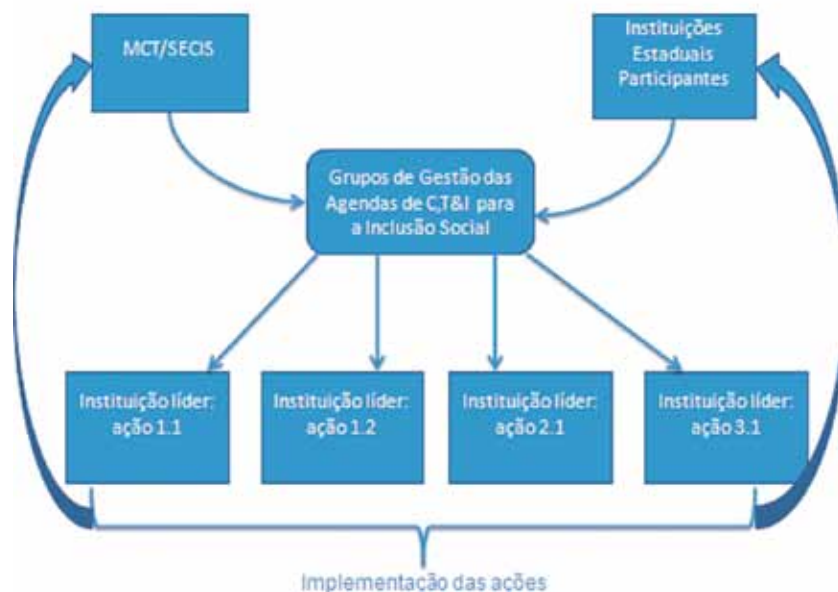 MCT/SECIS
Instituições
Estaduais
Participantes
Grupos de Gestão das
Agendas de C,T&I para
a Inclusão Social
Instituição líder:
ação 1.1
Instituição líder:
ação 1.2
Instituição líder:
ação 2.1
Instituição líder:
ação 3.1
Implementação das ações